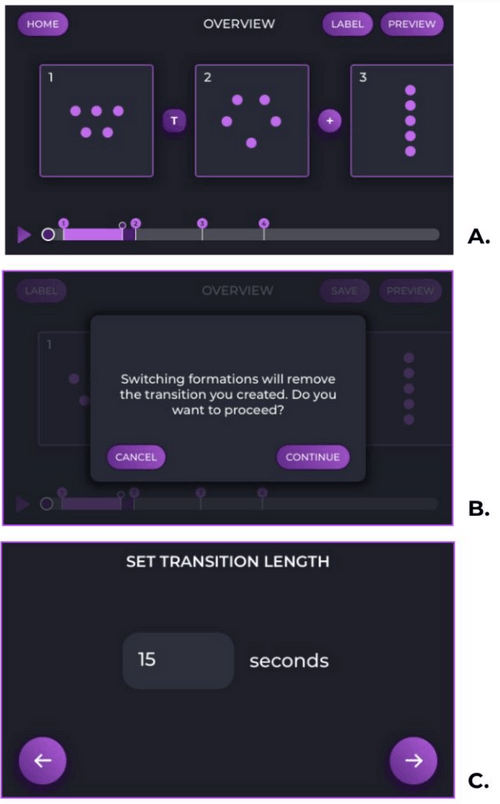 HOME
OVERVIEW
LABEL
PREVIEW
1
2
3
T
+
1
2
3
4
A.
LABEL
OVERVIEW
SAVE
PREVIEW
1
Switching formations will remove
the transition you created. Do you
want to proceed?
CANCEL
CONTINUE
B.
SET TRANSITION LENGTH
15
seconds
C.